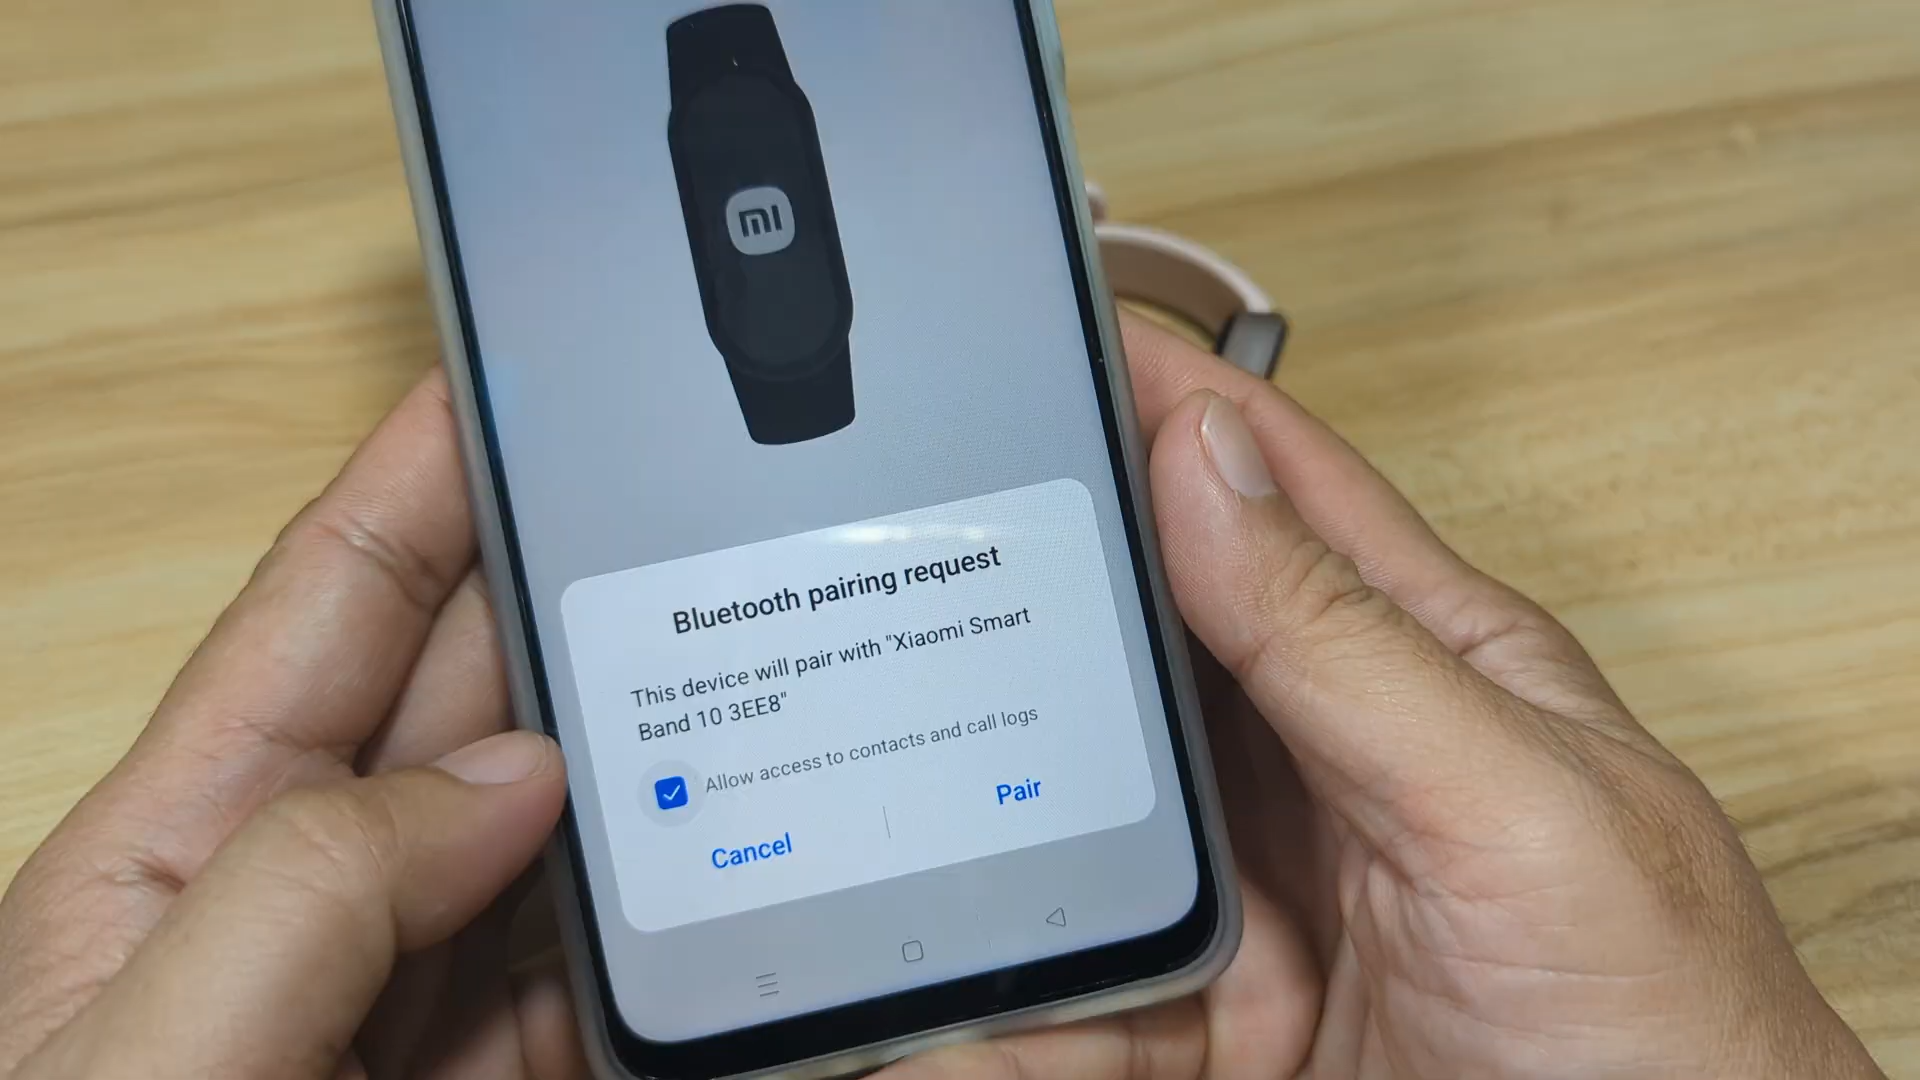 mi
Bluetooth pairing request
This device will pair with "Xiaomi Smart
Band 10 3EE8"
Allow access to contacts and call logs
Cancel
Pair